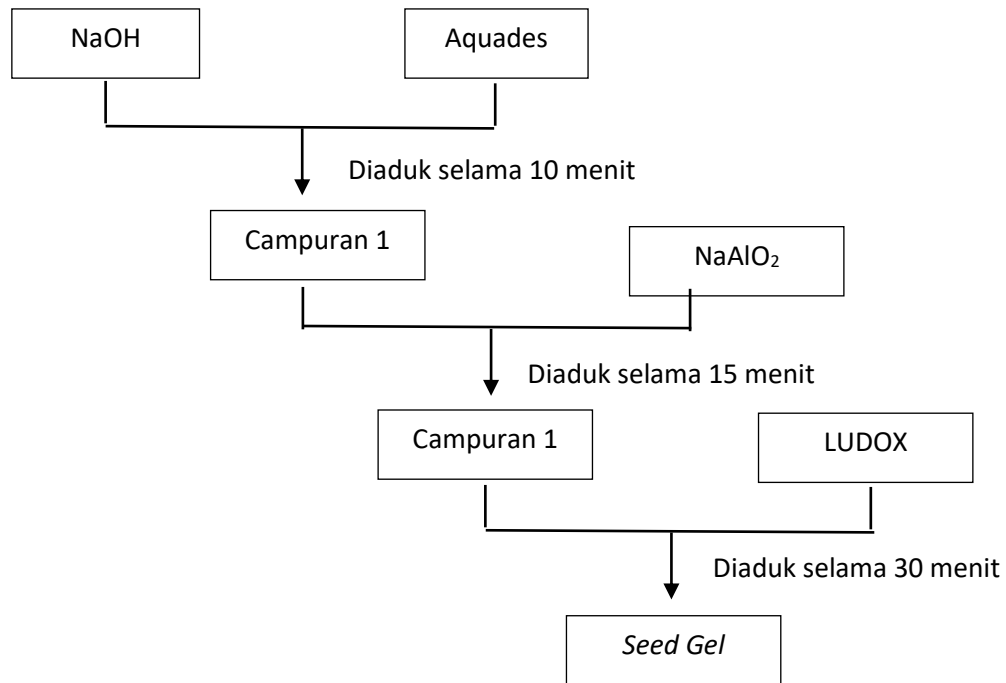 NaOH
Aquades
Diaduk selama 10 menit
Campuran 1
NaAlO₂
Diaduk selama 15 menit
Campuran 1
LUDOX
Diaduk selama 30 menit
Seed Gel